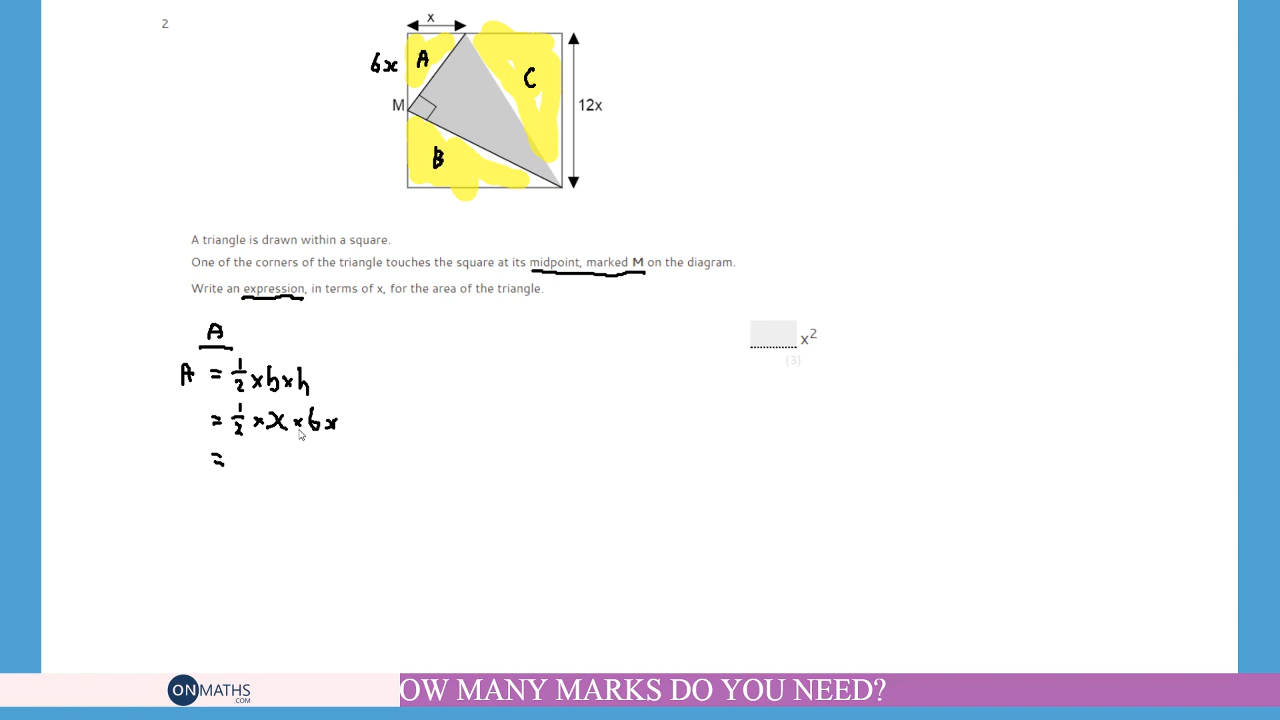 2
x
6x
A
C
M
12x
B
A triangle is drawn within a square.
One of the corners of the triangle touches the square at its midpoint, marked M on the diagram.
Write an expression, in terms of x, for the area of the triangle.
x²
(3)
A
A = 1/2 × b × h
= 1/2 × x × 6x
=
ONMATHS
.COM
OW MANY MARKS DO YOU NEED?